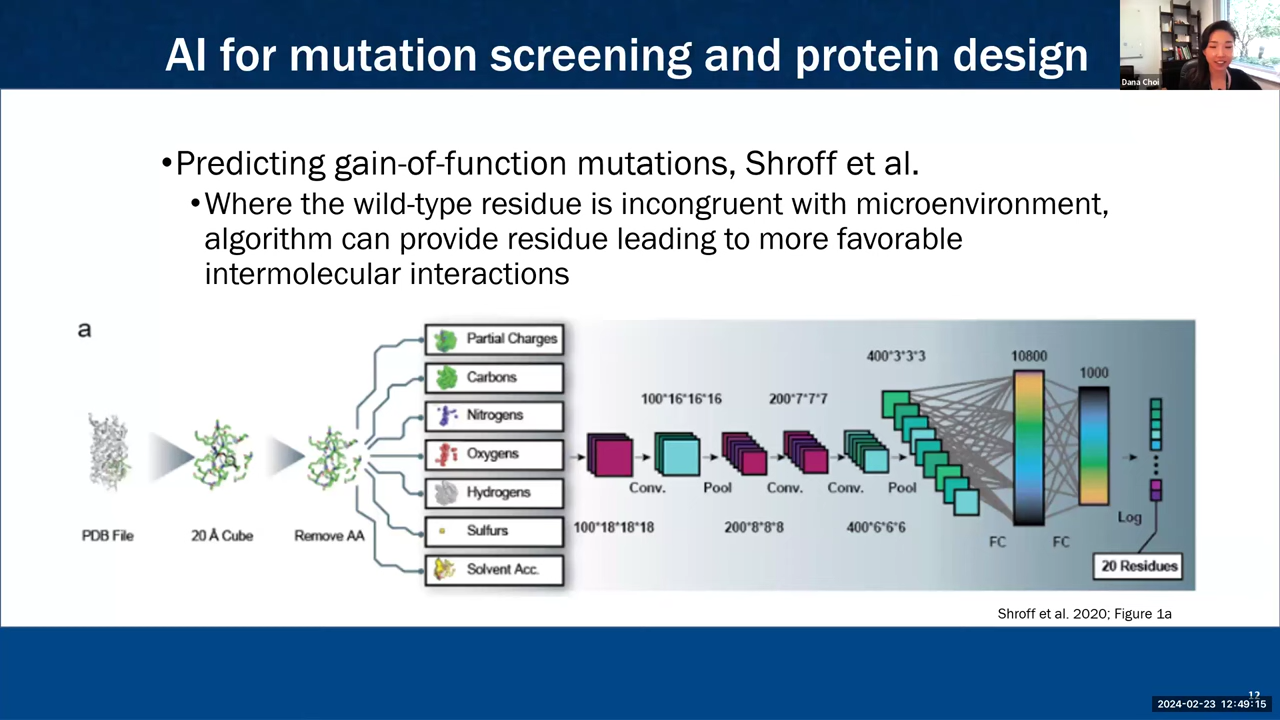 AI for mutation screening and protein design
Dana Choi
•Predicting gain-of-function mutations, Shroff et al.
•Where the wild-type residue is incongruent with microenvironment,
algorithm can provide residue leading to more favorable
intermolecular interactions
a
PDB File
20 Å Cube
Remove AA
Partial Charges
Carbons
Nitrogens
Oxygens
Hydrogens
Sulfurs
Solvent Acc.
100*18*18*18
Conv.
100*16*16*16
Pool
200*8*8*8
Conv.
200*7*7*7
Conv.
400*6*6*6
Pool
400*3*3*3
FC
10800
FC
1000
Log
20 Residues
Shroff et al. 2020; Figure 1a
12
2024-02-23 12:49:15